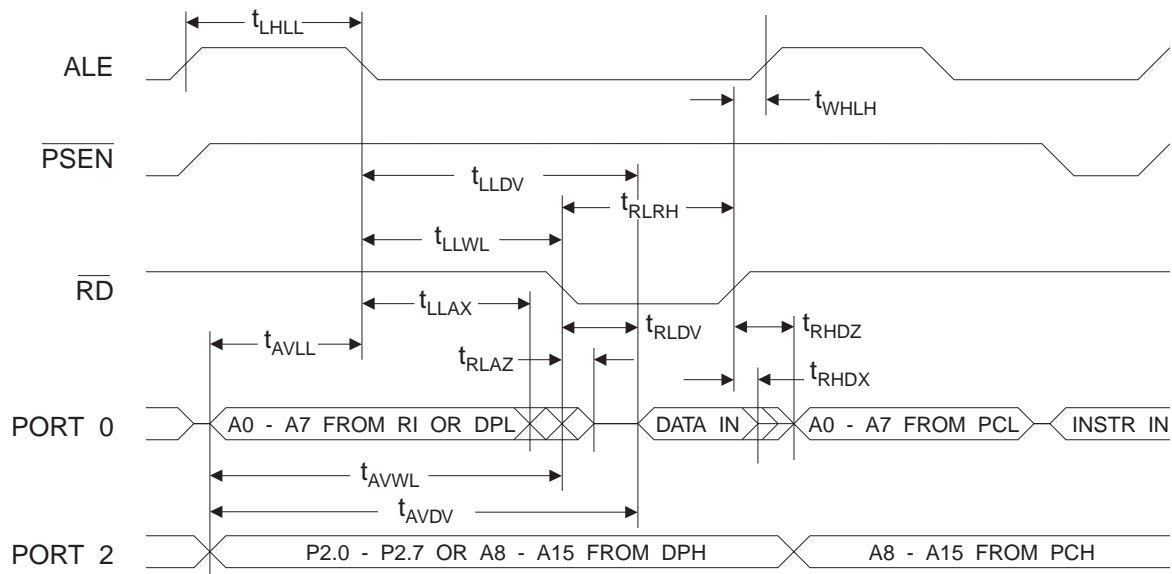 tLHLL
ALE
tWHLH
PSEN
tLLDV
tRLRH
tLLWL
RD
tLLAX
tRLDV
tRHDZ
tAVLL
tRLAZ
tRHDX
PORT 0
A0 - A7 FROM RI OR DPL
DATA IN
A0 - A7 FROM PCL
INSTR IN
tAVWL
tAVDV
PORT 2
P2.0 - P2.7 OR A8 - A15 FROM DPH
A8 - A15 FROM PCH